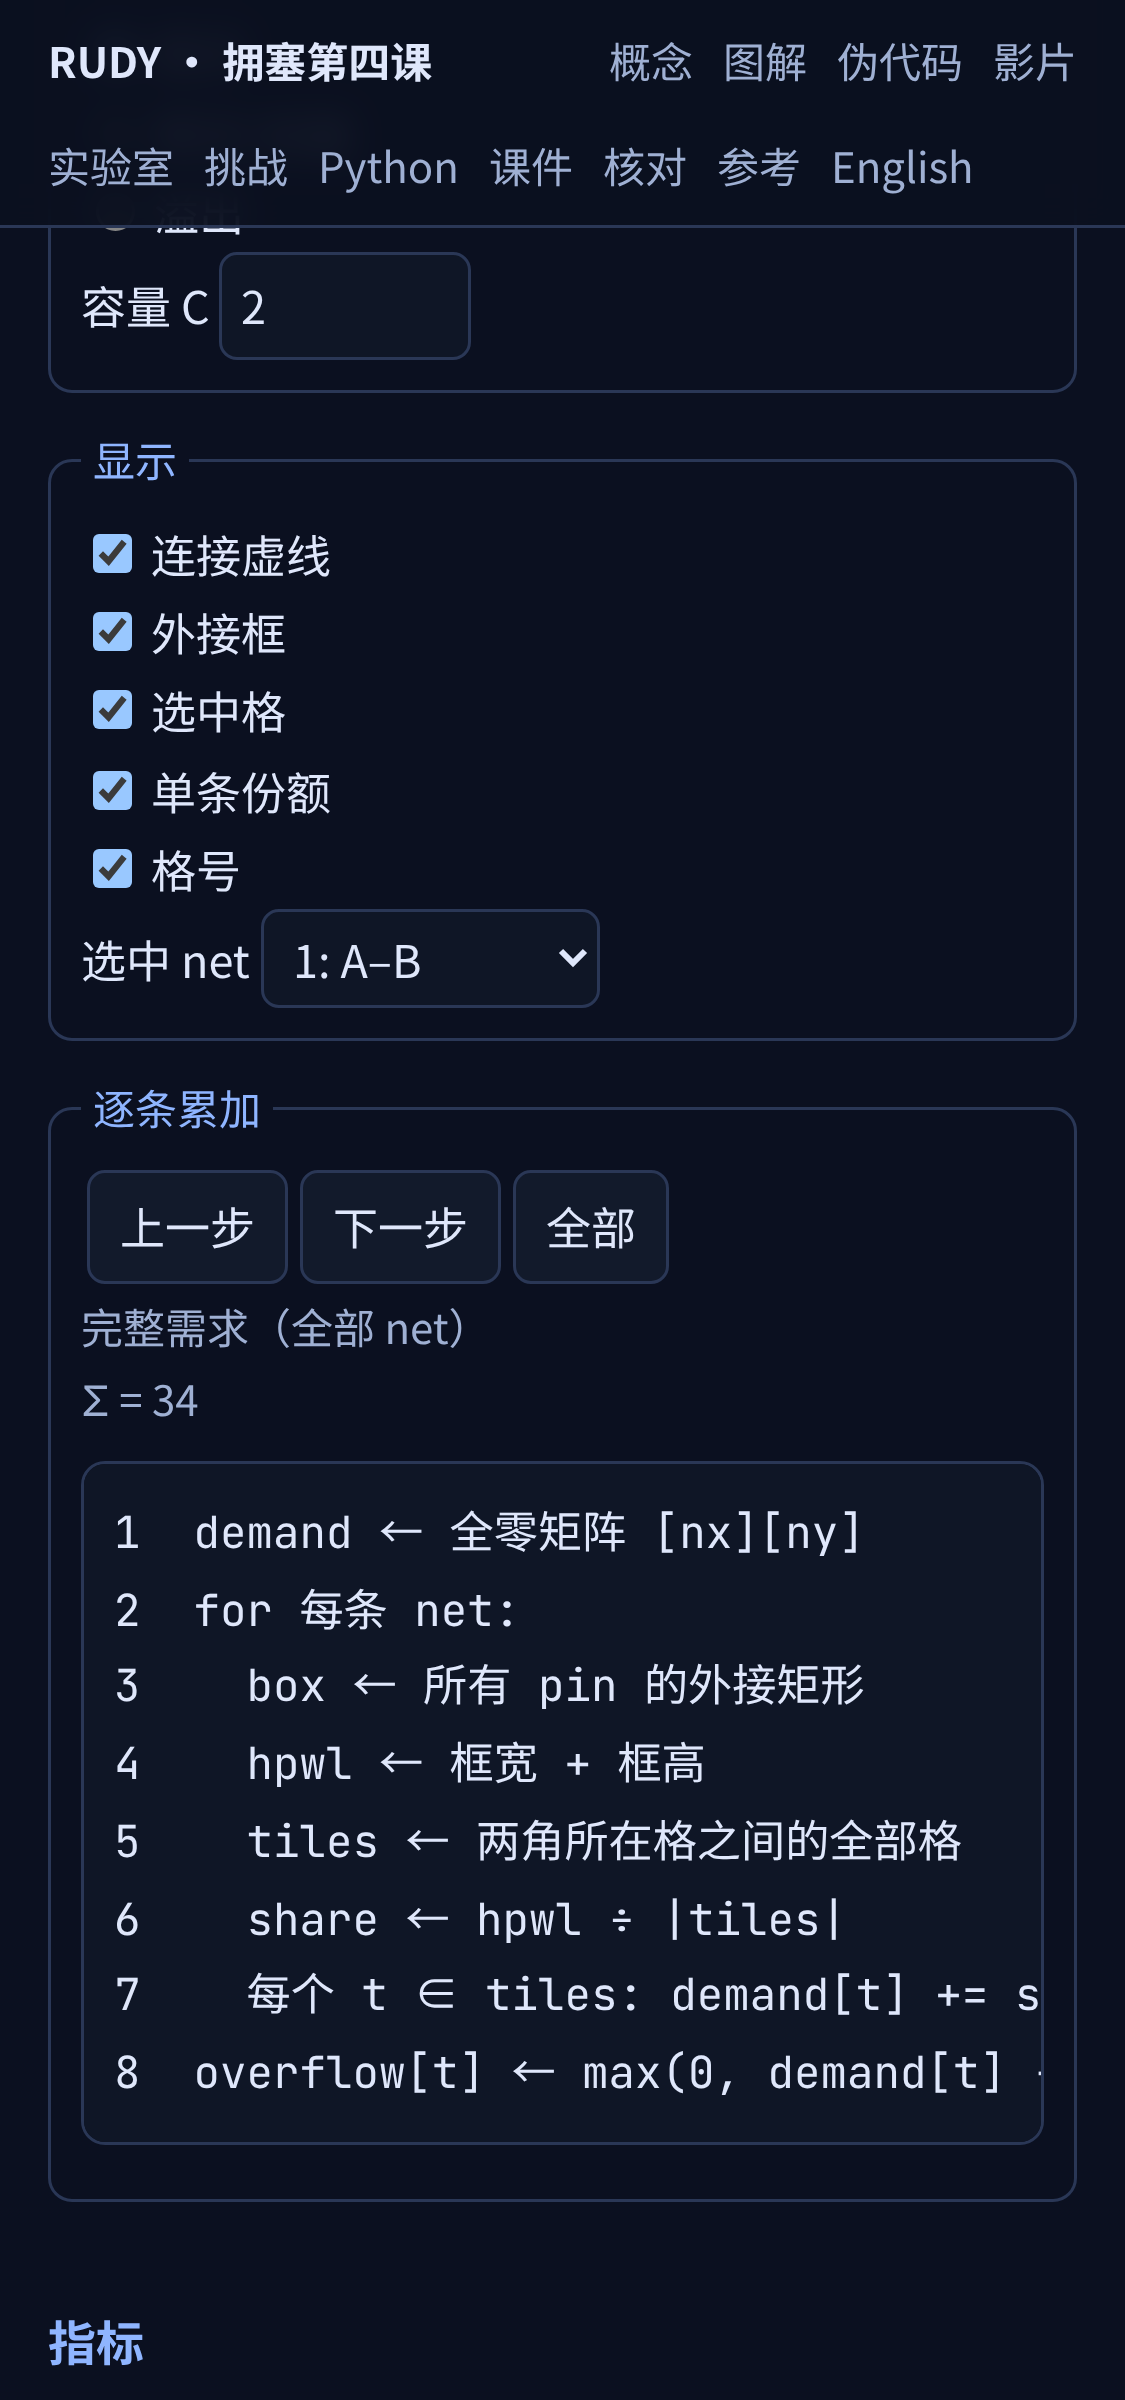 RUDY · 拥塞第四课 概念 图解 伪代码 影片
实验室 挑战 Python 课件 核对 参考 English
溢出
容量 C 2
显示
连接虚线
外接框
选中格
单条份额
格号
选中 net 1: A–B
逐条累加
上一步 下一步 全部
完整需求（全部 net）
Σ = 34
1 demand ← 全零矩阵 [nx][ny]
2 for 每条 net:
3 box ← 所有 pin 的外接矩形
4 hpwl ← 框宽 + 框高
5 tiles ← 两角所在格之间的全部格
6 share ← hpwl ÷ |tiles|
7 每个 t ∈ tiles: demand[t] += s
8 overflow[t] ← max(0, demand[t]
指标